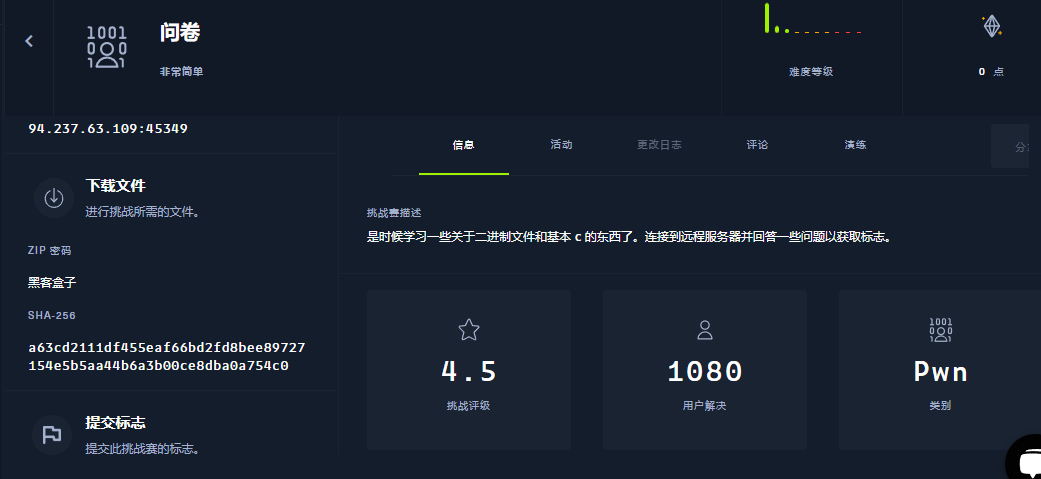 问卷
非常简单
难度等级
0 点
94.237.63.109:45349
下载文件
进行挑战所需的文件。
ZIP 密码
黑客盒子
SHA-256
a63cd2111df455eaf66bd2fd8bee89727
154e5b5aa44b6a3b00ce8dba0a754c0
提交标志
提交此挑战赛的标志。
信息
活动
更改日志
评论
演练
挑战赛描述
是时候学习一些关于二进制文件和基本 c 的东西了。连接到远程服务器并回答一些问题以获取标志。
4.5
挑战评级
1080
用户解决
Pwn
类别